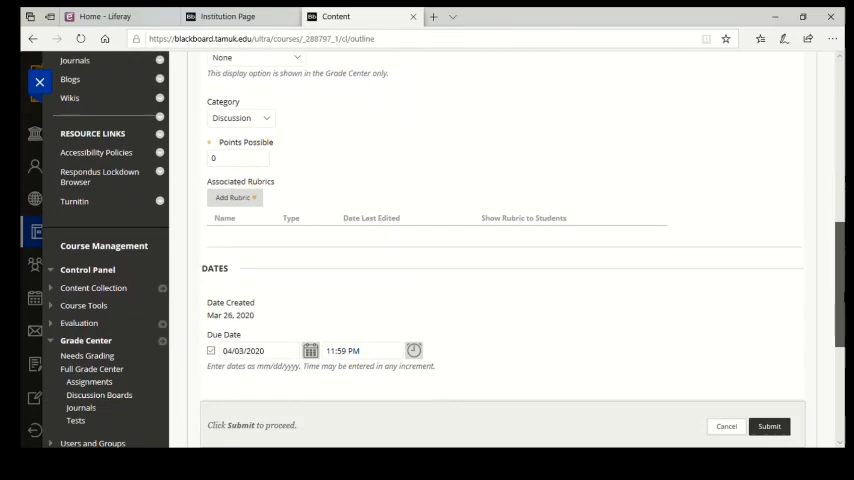 Home - Liferay
Institution Page
Content
https://blackboard.tamuk.edu/ultra/courses/_288797_1/cl/outline
Journals
Blogs
Wikis
RESOURCE LINKS
Accessibility Policies
Respondus Lockdown
Browser
Turnitin
Course Management
Control Panel
Content Collection
Course Tools
Evaluation
Grade Center
Needs Grading
Full Grade Center
Assignments
Discussion Boards
Journals
Tests
Users and Groups
None
This display option is shown in the Grade Center only.
Category
Discussion
Points Possible
0
Associated Rubrics
Add Rubric
Name Type Date Last Edited Show Rubric to Students
DATES
Date Created
Mar 26, 2020
Due Date
04/03/2020 11:59 PM
Enter dates as mm/dd/yyyy. Time may be entered in any increment.
Click Submit to proceed.
Cancel Submit